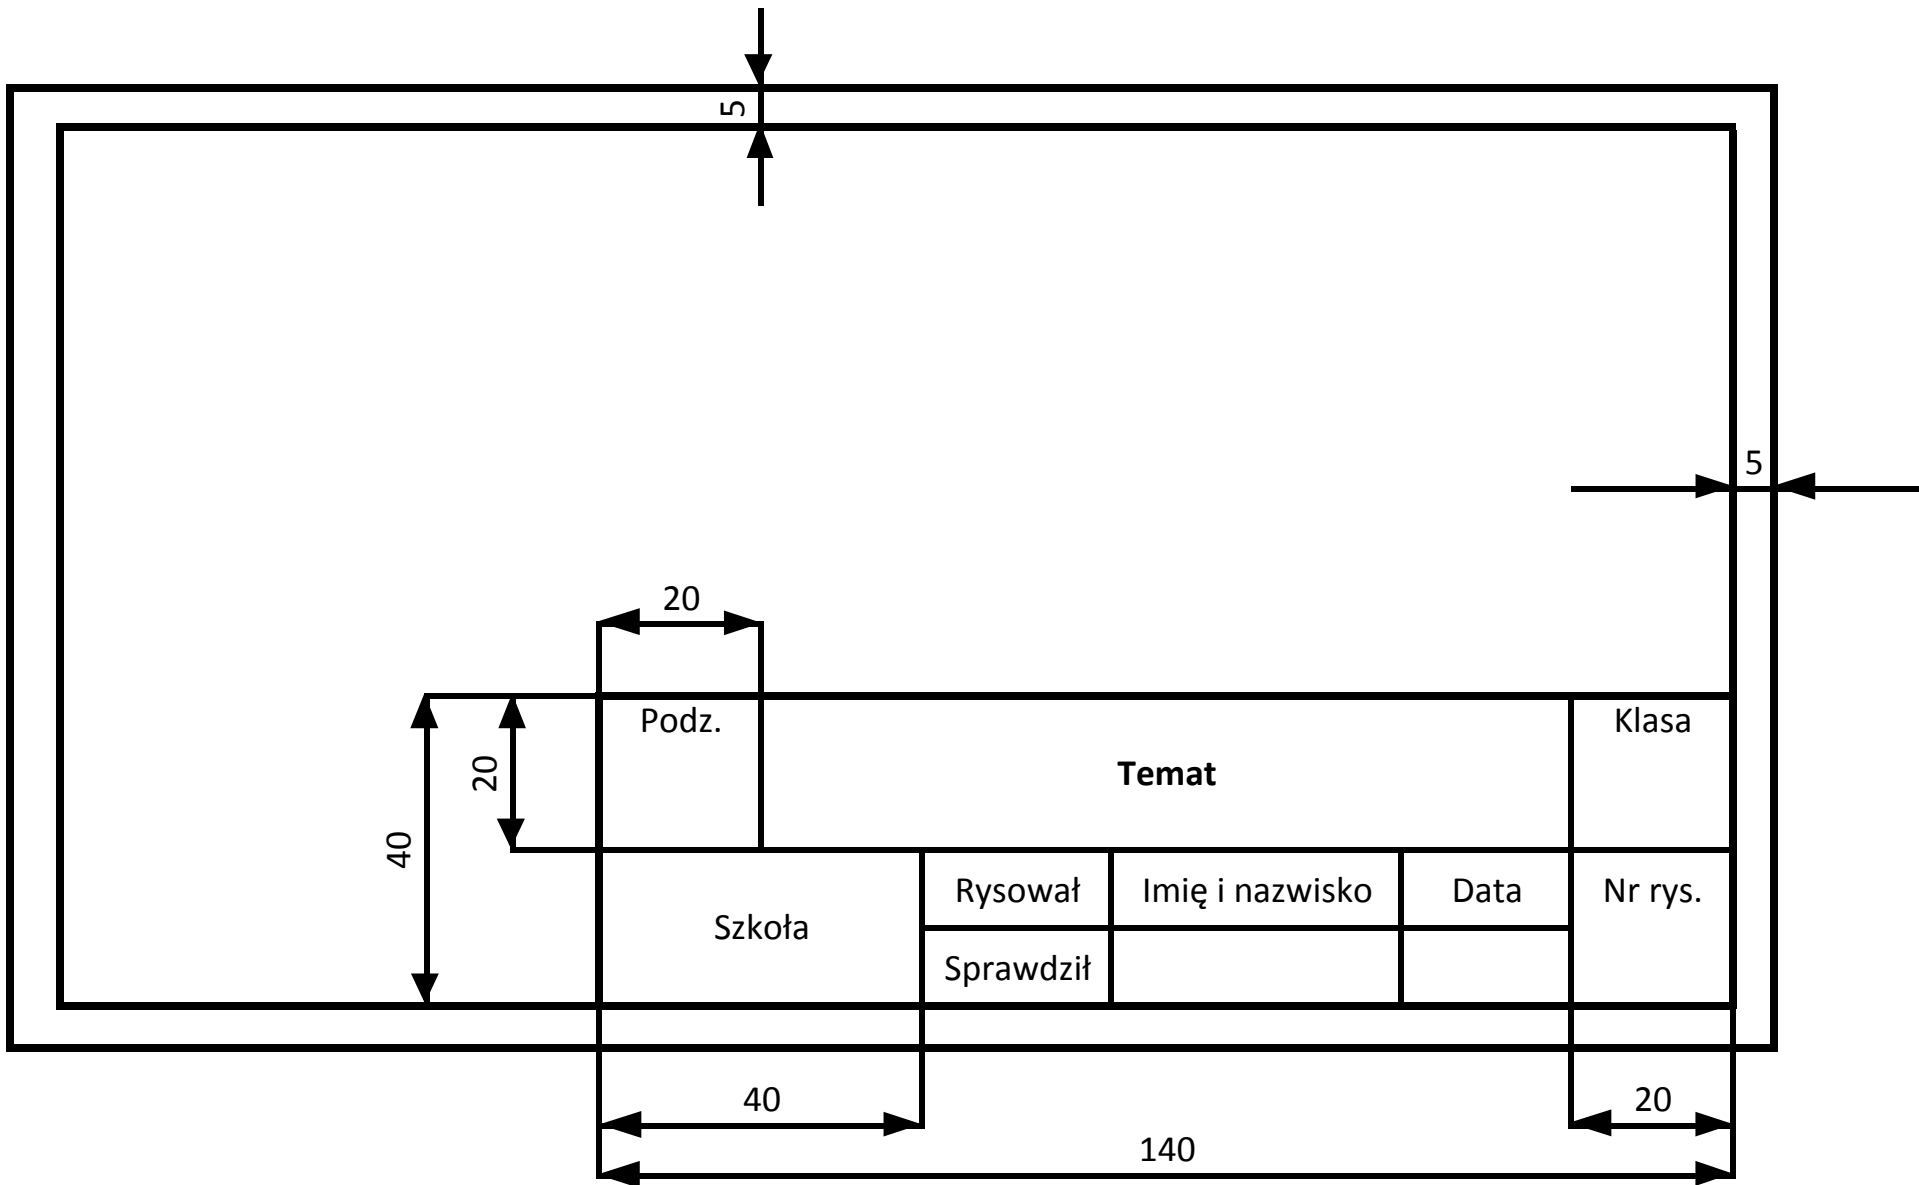 5
5
20
Podz.
Temat
Klasa
20
40
Rysował
Imię i nazwisko
Data
Nr rys.
Szkoła
Sprawdził
40
20
140